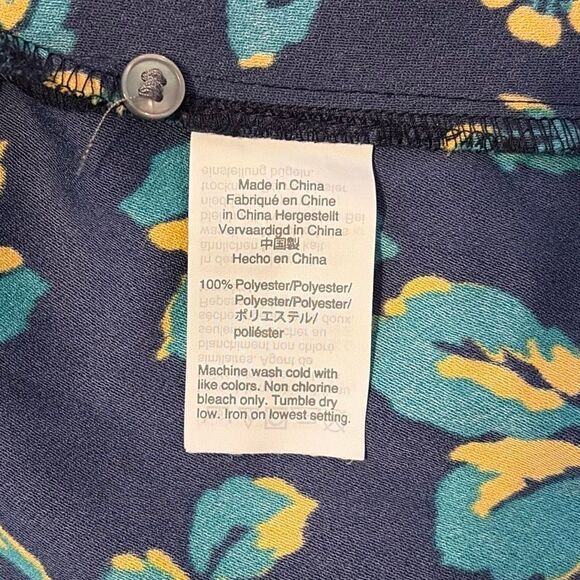 Made in China
Fabriqué en Chine
in China Hergestellt
Vervaardigd in China
中国製
Hecho en China
100% Polyester/Polyester/
Polyester/Polyester/
ポリエステル/
poliéster
Machine wash cold with
like colors. Non chlorine
bleach only. Tumble dry
low. Iron on lowest setting.